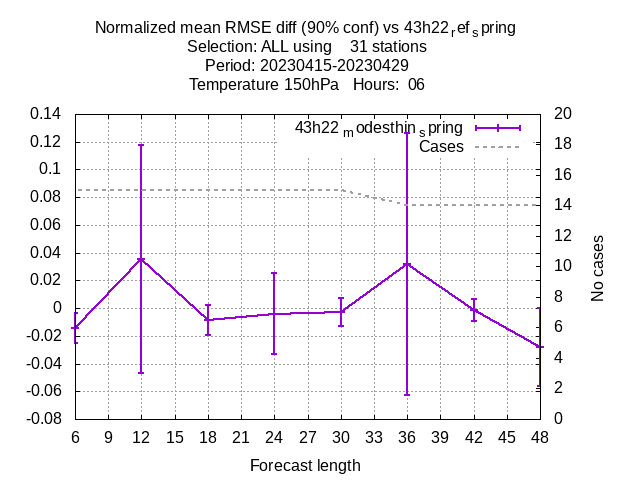 Normalized mean RMSE diff (90% conf) vs 43h22refspring
Selection: ALL using 31 stations
Period: 20230415-20230429
Temperature 150hPa Hours: 06
43h22modesthinspring
Cases
0.14
0.12
0.1
0.08
0.06
0.04
0.02
0
-0.02
-0.04
-0.06
-0.08
20
18
16
14
12
10
8
6
4
2
0
No cases
6 9 12 15 18 21 24 27 30 33 36 39 42 45 48
Forecast length